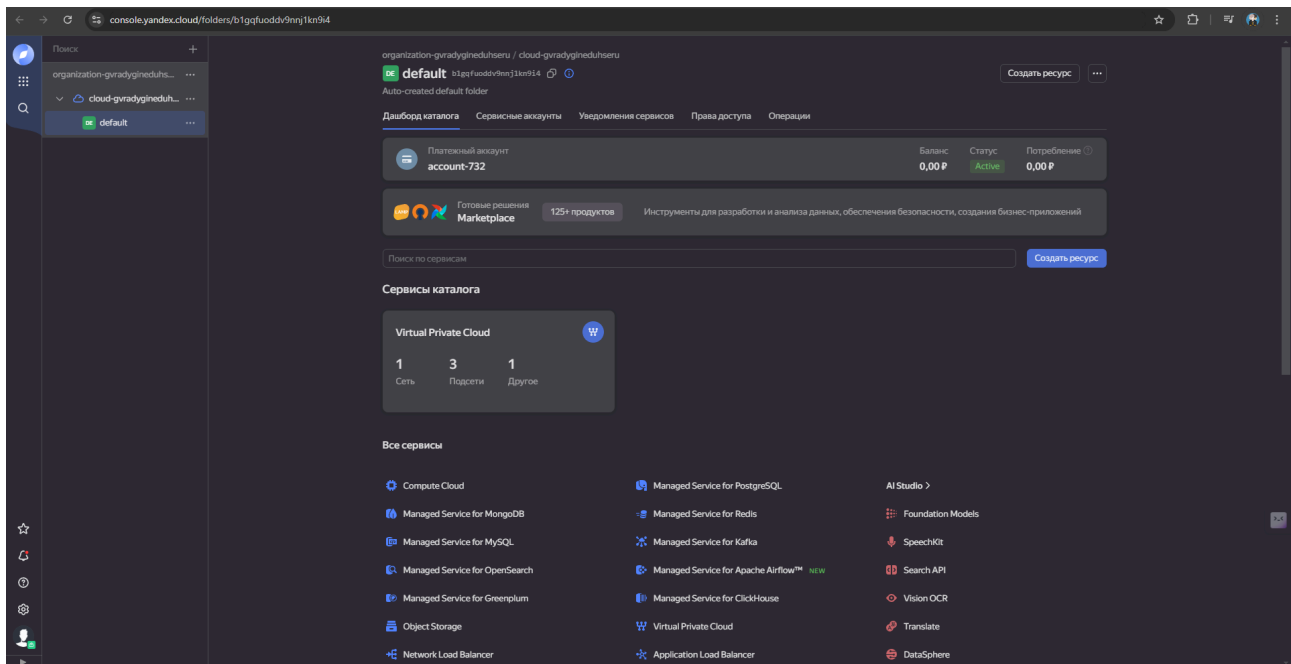 console.yandex.cloud/folders/b1gqfuoddv9nnj1kn9i4
Поиск
organization-gvradygineduhs...
cloud-gvradygineduh...
DE default
organization-gvradygineduhseru / cloud-gvradygineduhseru
DE default b1gqfuoddv9nnj1kn9i4
Создать ресурс
Auto-created default folder
Дашборд каталога Сервисные аккаунты Уведомления сервисов Права доступа Операции
Платежный аккаунт Баланс Статус Потребление
account-732 0,00 ₽ Active 0,00 ₽
Готовые решения
Marketplace 125+ продуктов Инструменты для разработки и анализа данных, обеспечения безопасности, создания бизнес-приложений
Поиск по сервисам Создать ресурс
Сервисы каталога
Virtual Private Cloud
1 3 1
Сеть Подсети Другое
Все сервисы
Compute Cloud Managed Service for PostgreSQL AI Studio
Managed Service for MongoDB Managed Service for Redis Foundation Models
Managed Service for MySQL Managed Service for Kafka SpeechKit
Managed Service for OpenSearch Managed Service for Apache Airflow™ NEW Search API
Managed Service for Greenplum Managed Service for ClickHouse Vision OCR
Object Storage Virtual Private Cloud Translate
Network Load Balancer Application Load Balancer DataSphere